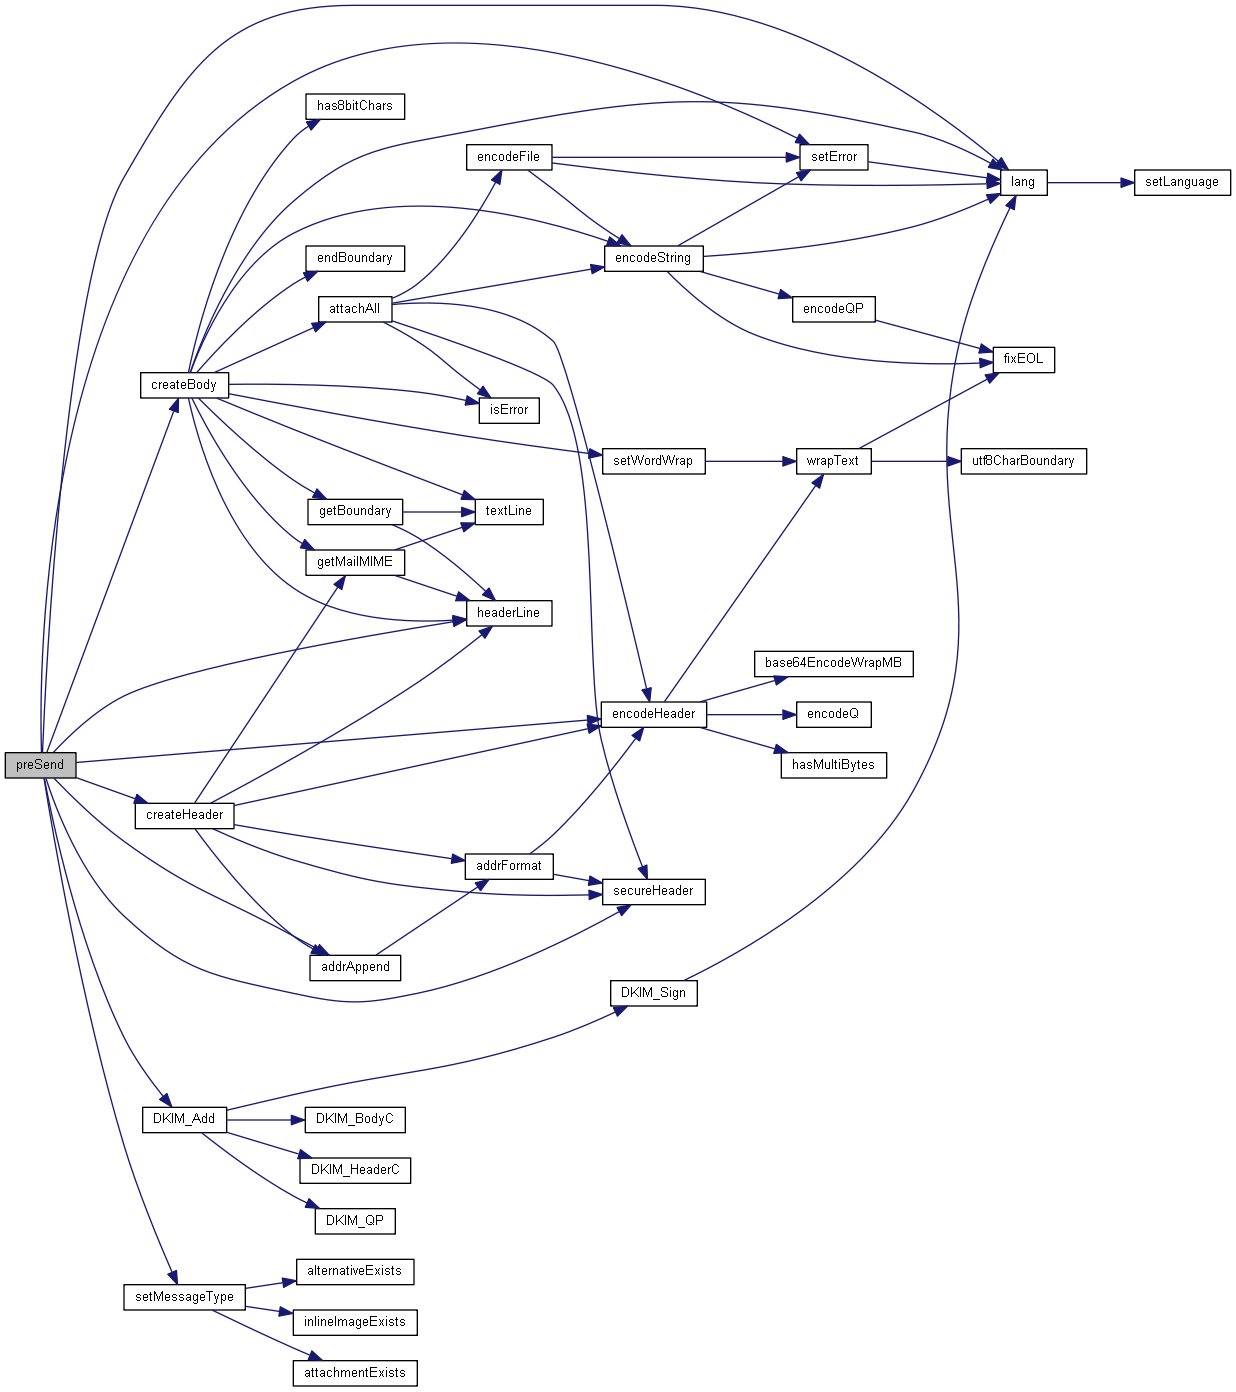 has8bitChars
encodeFile
setError
lang
setLanguage
endBoundary
encodeString
attachAll
encodeQP
fixEOL
createBody
isError
setWordWrap
wrapText
utf8CharBoundary
getBoundary
textLine
getMailMIME
headerLine
base64EncodeWrapMB
encodeHeader
encodeQ
preSend
hasMultiBytes
createHeader
addrFormat
secureHeader
addrAppend
DKIM_Sign
DKIM_Add
DKIM_BodyC
DKIM_HeaderC
DKIM_QP
alternativeExists
setMessageType
inlineImageExists
attachmentExists